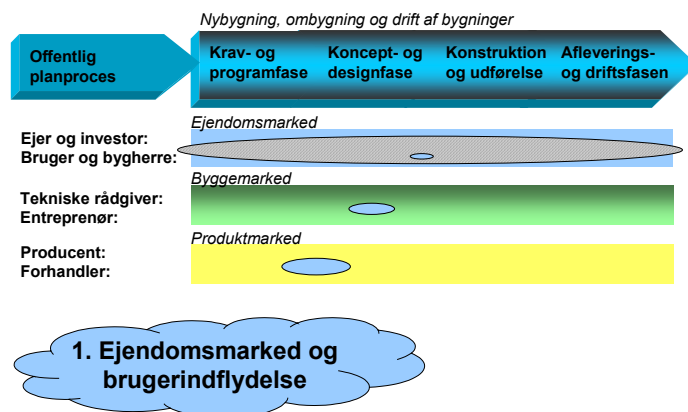 Nybygning, ombygning og drift af bygninger
Offentlig
planproces
Krav- og
programfase
Koncept- og
designfase
Konstruktion
og udførelse
Afleverings-
og driftsfasen
Ejendomsmarked
Ejer og investor:
Bruger og bygherre:
Byggemarked
Tekniske rådgiver:
Entreprenør:
Produktmarked
Producent:
Forhandler:
1. Ejendomsmarked og
brugerindflydelse